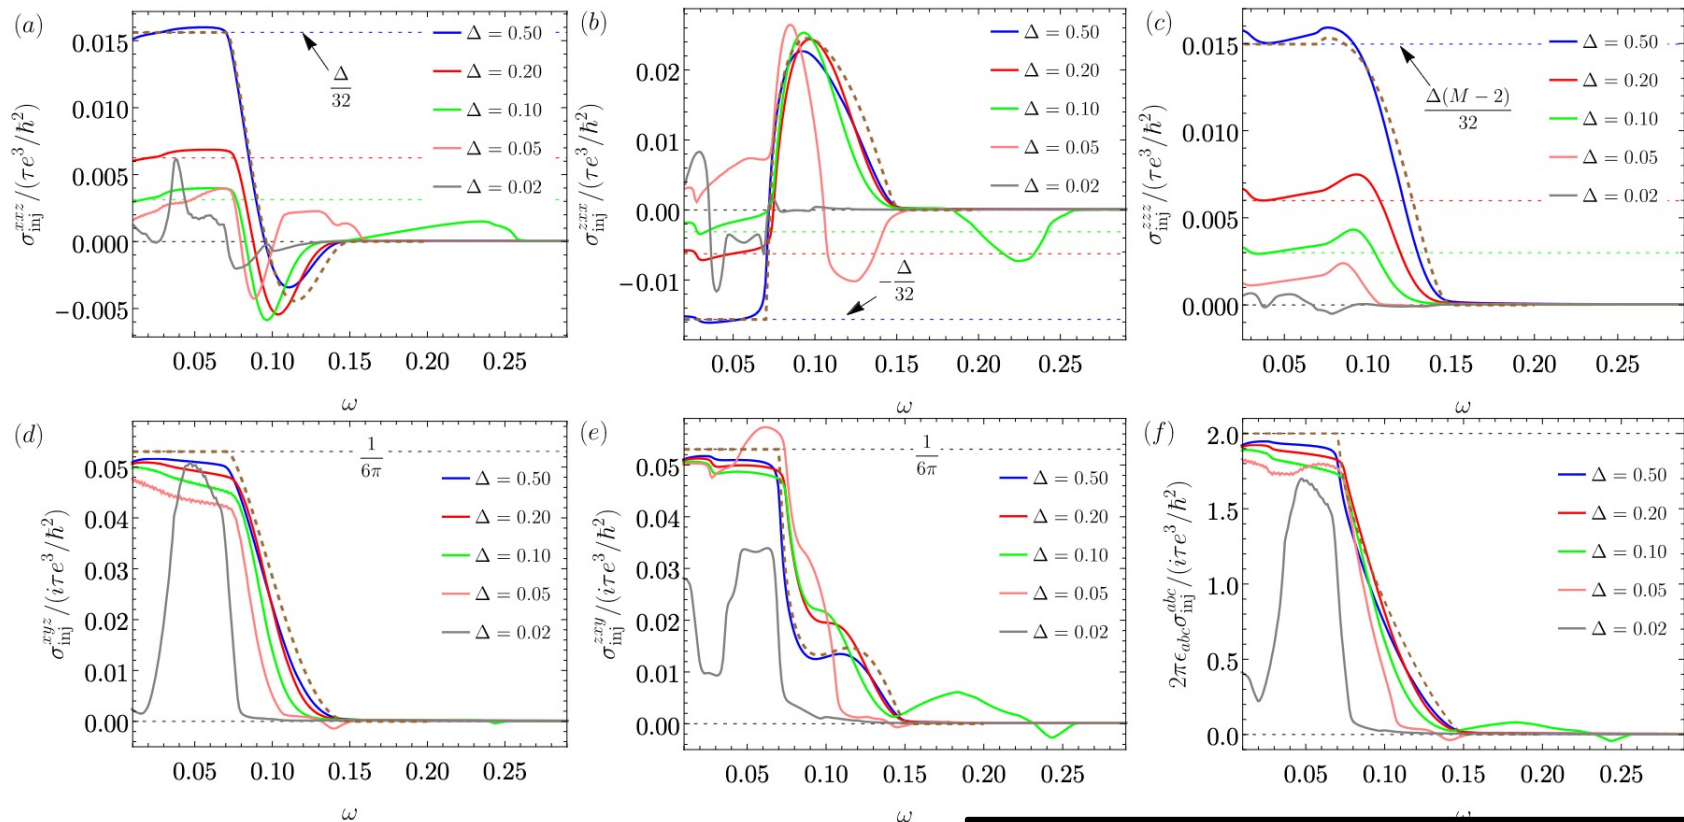 (a)
σ^{xxz}_{inj}/(τe³/ħ²)
0.015
0.010
0.005
0.000
−0.005
Δ = 0.50
Δ = 0.20
Δ = 0.10
Δ = 0.05
Δ = 0.02
Δ/32
0.05 0.10 0.15 0.20 0.25
ω
(b)
σ^{zxx}_{inj}/(τe³/ħ²)
0.02
0.01
0.00
−0.01
Δ = 0.50
Δ = 0.20
Δ = 0.10
Δ = 0.05
Δ = 0.02
−Δ/32
0.05 0.10 0.15 0.20 0.25
ω
(c)
σ^{zzz}_{inj}/(τe³/ħ²)
0.015
0.010
0.005
0.000
Δ = 0.50
Δ = 0.20
Δ = 0.10
Δ = 0.05
Δ = 0.02
Δ(M − 2)/32
0.05 0.10 0.15 0.20 0.25
ω
(d)
σ^{xyz}_{inj}/(iτe³/ħ²)
0.05
0.04
0.03
0.02
0.01
0.00
1/6π
Δ = 0.50
Δ = 0.20
Δ = 0.10
Δ = 0.05
Δ = 0.02
0.05 0.10 0.15 0.20 0.25
ω
(e)
σ^{zxy}_{inj}/(iτe³/ħ²)
0.05
0.04
0.03
0.02
0.01
0.00
1/6π
Δ = 0.50
Δ = 0.20
Δ = 0.10
Δ = 0.05
Δ = 0.02
0.05 0.10 0.15 0.20 0.25
ω
(f)
2πϵ_{abc}σ^{abc}_{inj}/(iτe³/ħ²)
2.0
1.5
1.0
0.5
0.0
Δ = 0.50
Δ = 0.20
Δ = 0.10
Δ = 0.05
Δ = 0.02
0.05 0.10 0.15 0.20 0.25